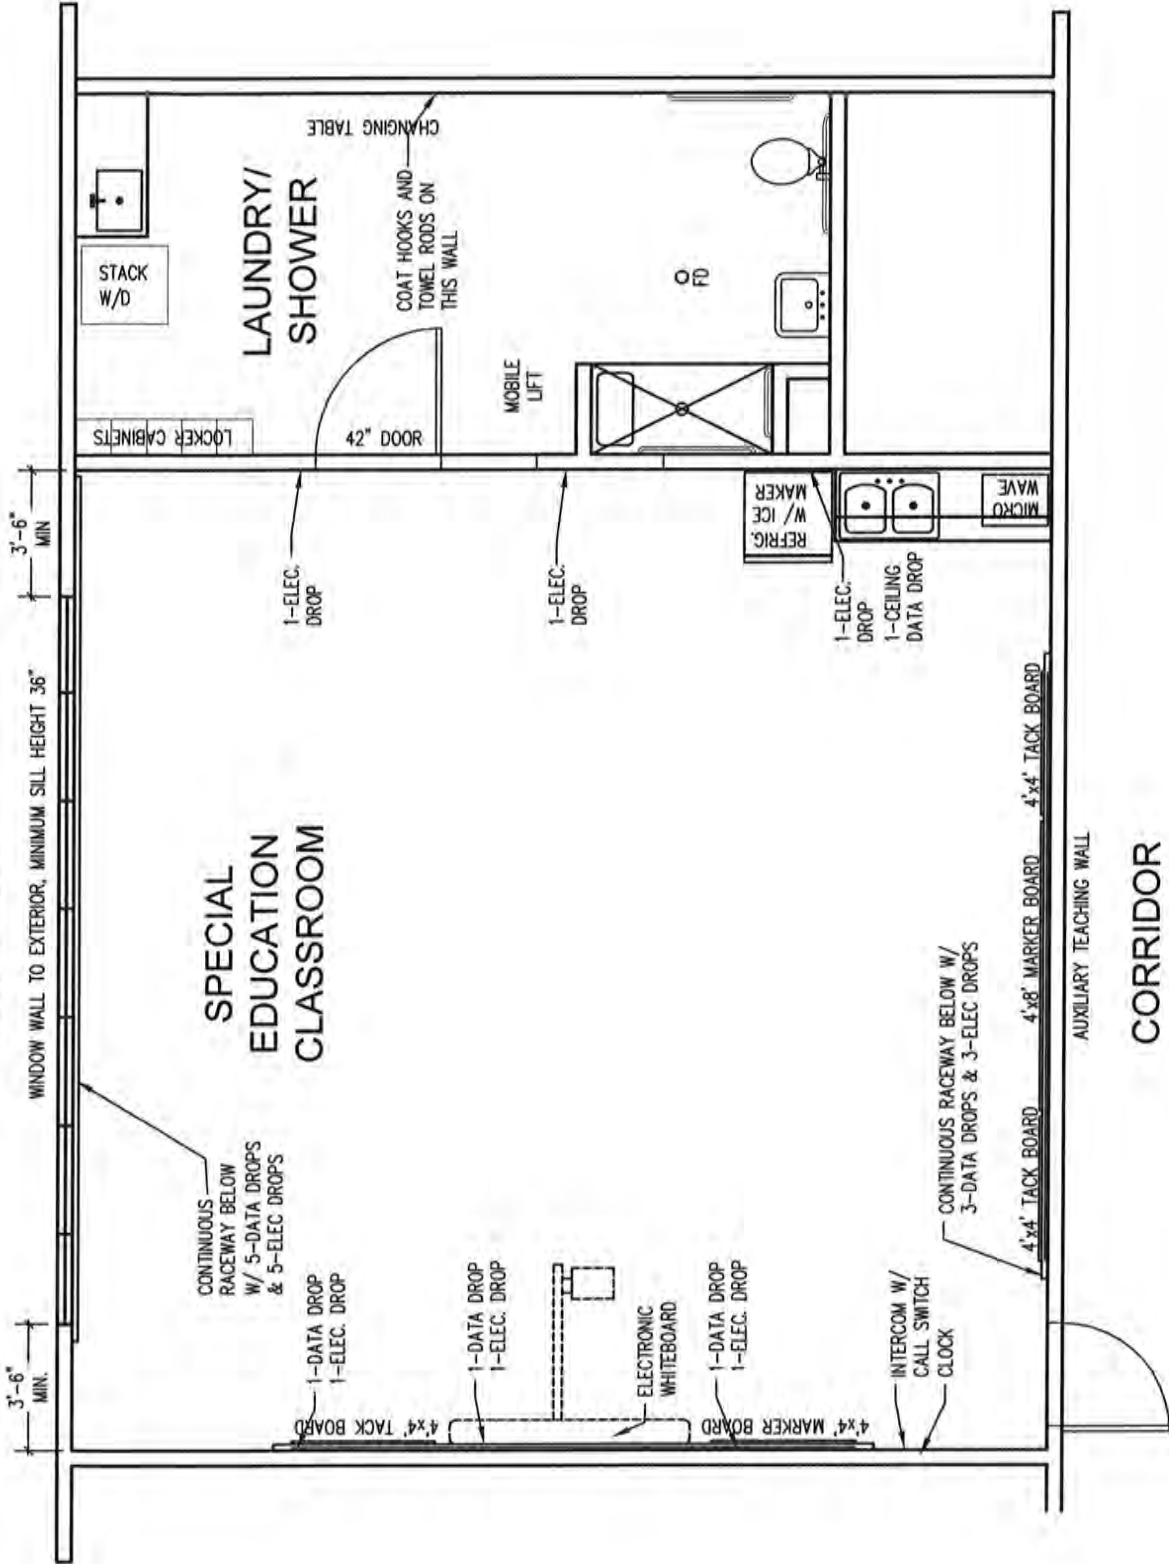 3'-6"
MIN.
WINDOW WALL TO EXTERIOR, MINIMUM SILL HEIGHT 36"
3'-6"
MIN
CONTINUOUS
RACEWAY BELOW
W/ 5-DATA DROPS
& 5-ELEC DROPS
SPECIAL
EDUCATION
CLASSROOM
1-ELEC.
DROP
LOCKER CABINETS
STACK
W/D
LAUNDRY/
SHOWER
42" DOOR
CHANGING TABLE
COAT HOOKS AND
TOWEL RODS ON
THIS WALL
1-DATA DROP
1-ELEC. DROP
4'x4' TACK BOARD
1-DATA DROP
1-ELEC. DROP
ELECTRONIC
WHITEBOARD
1-DATA DROP
1-ELEC. DROP
4'x4' MARKER BOARD
1-ELEC.
DROP
MOBILE
LIFT
FD
REFRIG.
W/ ICE
MAKER
1-ELEC.
DROP
1-CEILING
DATA DROP
MICRO
WAVE
INTERCOM W/
CALL SWITCH
CLOCK
CONTINUOUS RACEWAY BELOW W/
3-DATA DROPS & 3-ELEC DROPS
4'x4' TACK BOARD
4'x8' MARKER BOARD
4'x4' TACK BOARD
AUXILIARY TEACHING WALL
CORRIDOR